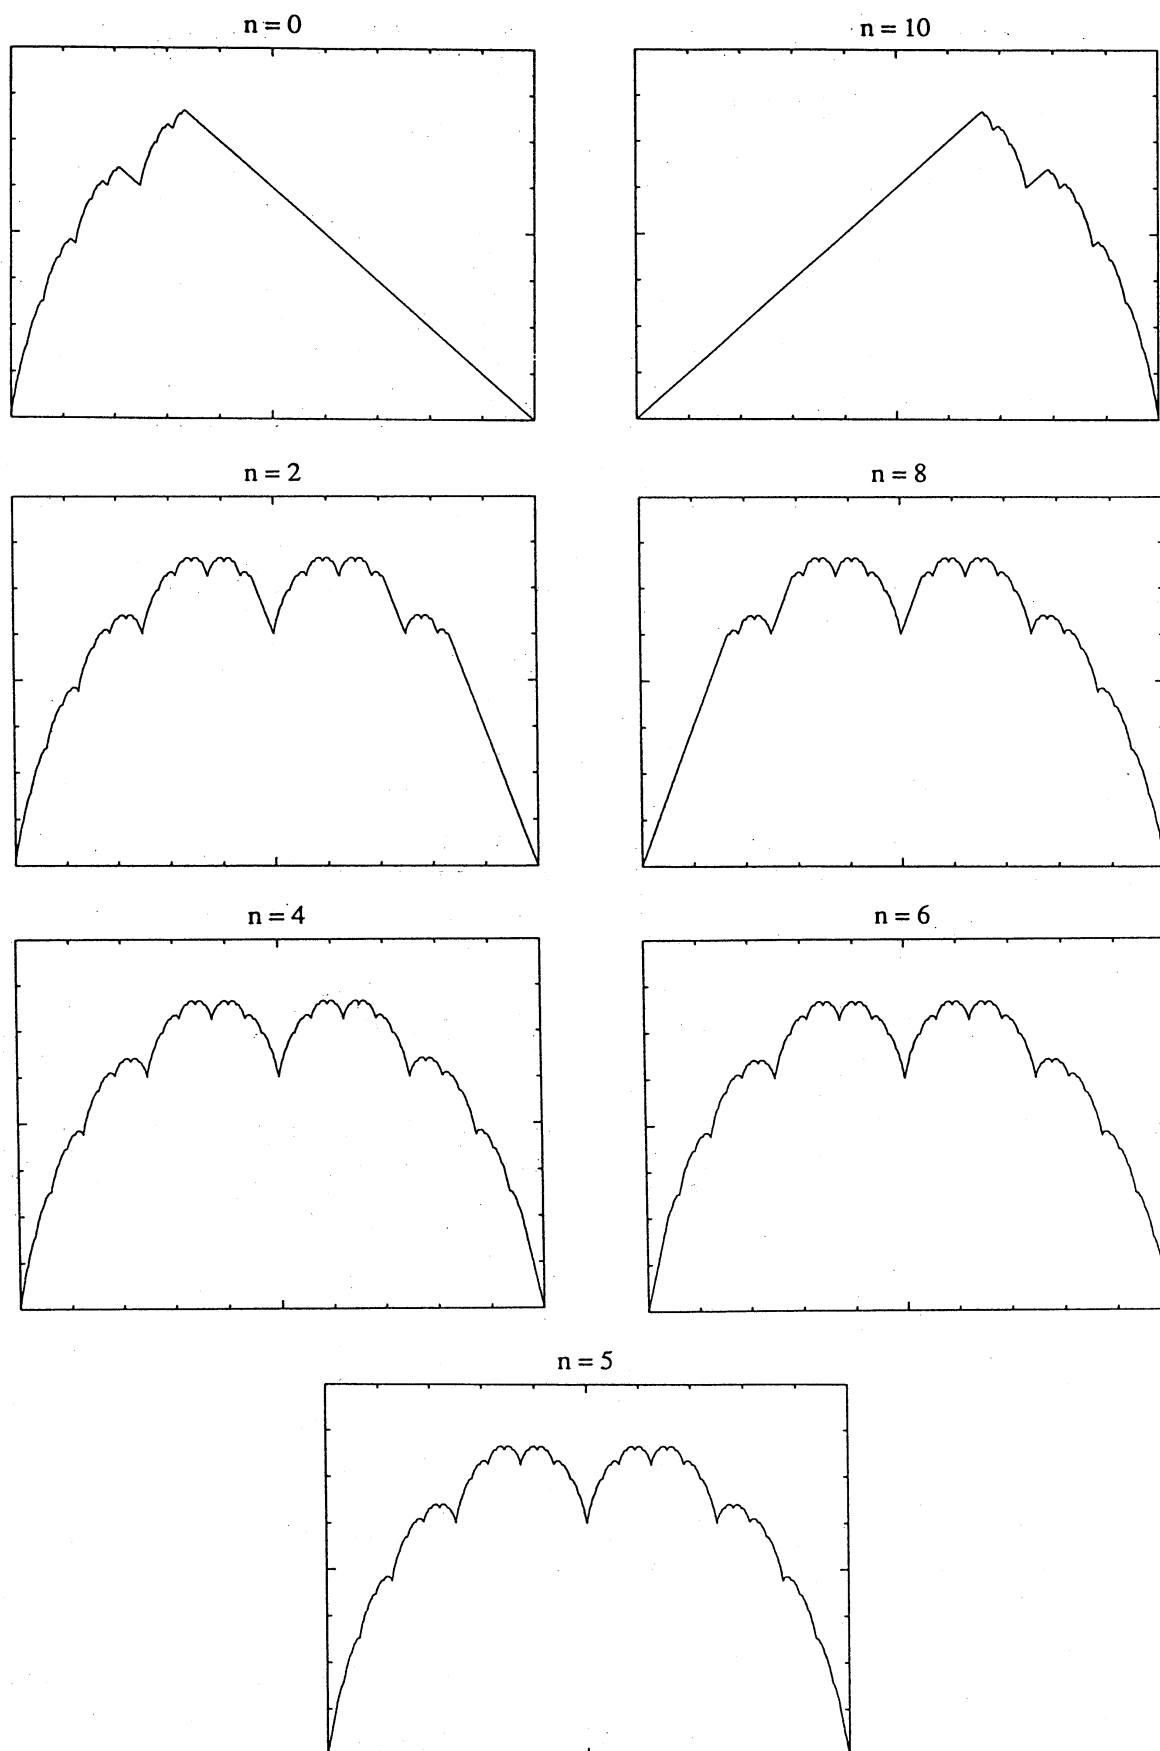 n = 0
n = 10
n = 2
n = 8
n = 4
n = 6
n = 5